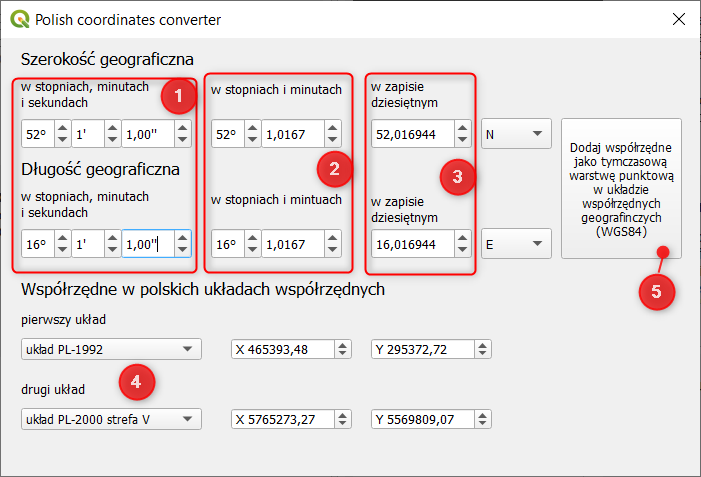 Polish coordinates converter
Szerokość geograficzna
w stopniach, minutach
i sekundach
1
w stopniach i minutach
w zapisie
dziesiętnym
52° 1' 1,00"
52° 1,0167
52,016944
N
Dodaj współrzędne
jako tymczasową
warstwę punktową
w układzie
współrzędnych
geografinczych
(WGS84)
Długość geograficzna
2
3
w stopniach, minutach
i sekundach
w stopniach i mintuach
w zapisie
dziesiętnym
16° 1' 1,00"
16° 1,0167
16,016944
E
5
Współrzędne w polskich układach współrzędnych
pierwszy układ
układ PL-1992
X 465393,48
Y 295372,72
4
drugi układ
układ PL-2000 strefa V
X 5765273,27
Y 5569809,07